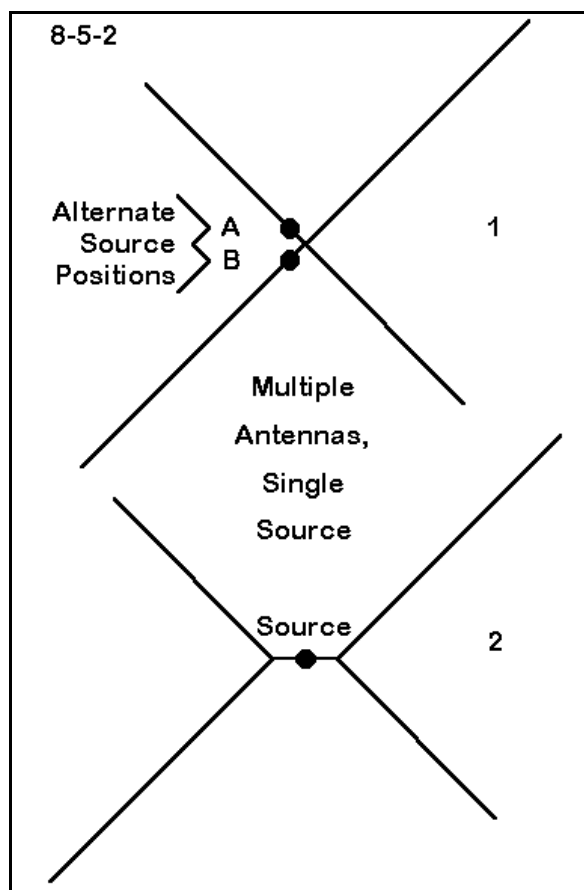 8-5-2
Alternate
Source
Positions
A
B
1
Multiple
Antennas,
Single
Source
Source
2